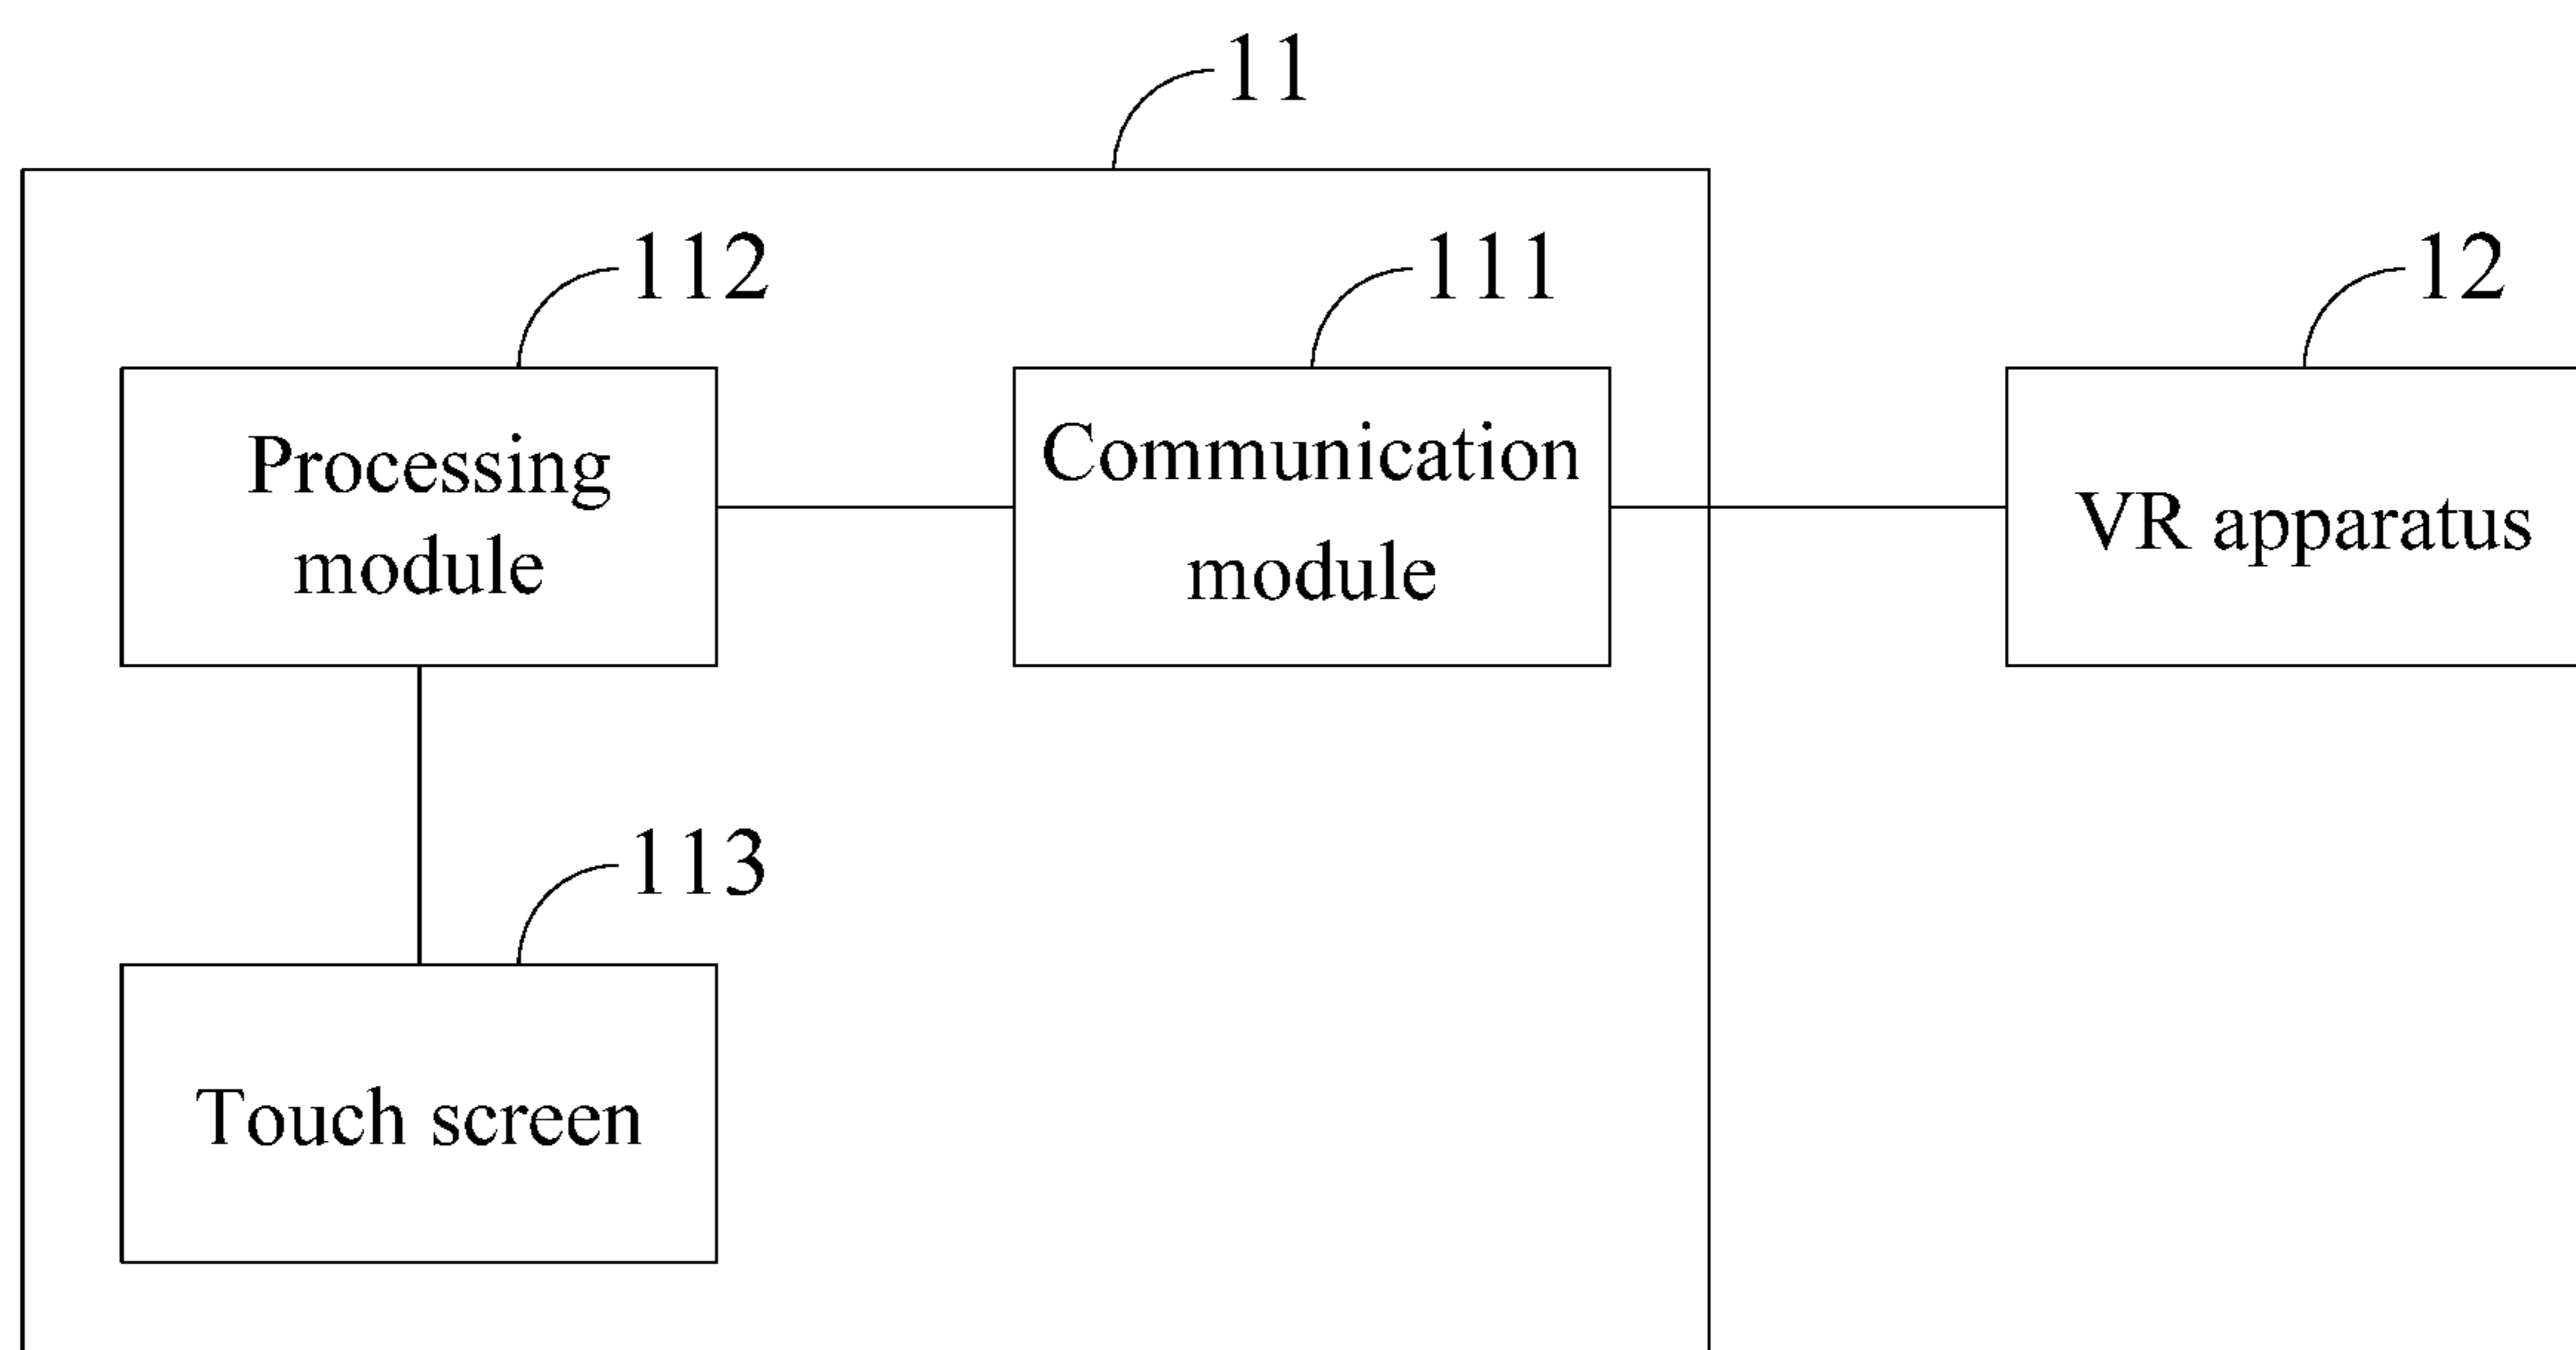 11
112
111
12
Processing
module
Communication
module
VR apparatus
113
Touch screen